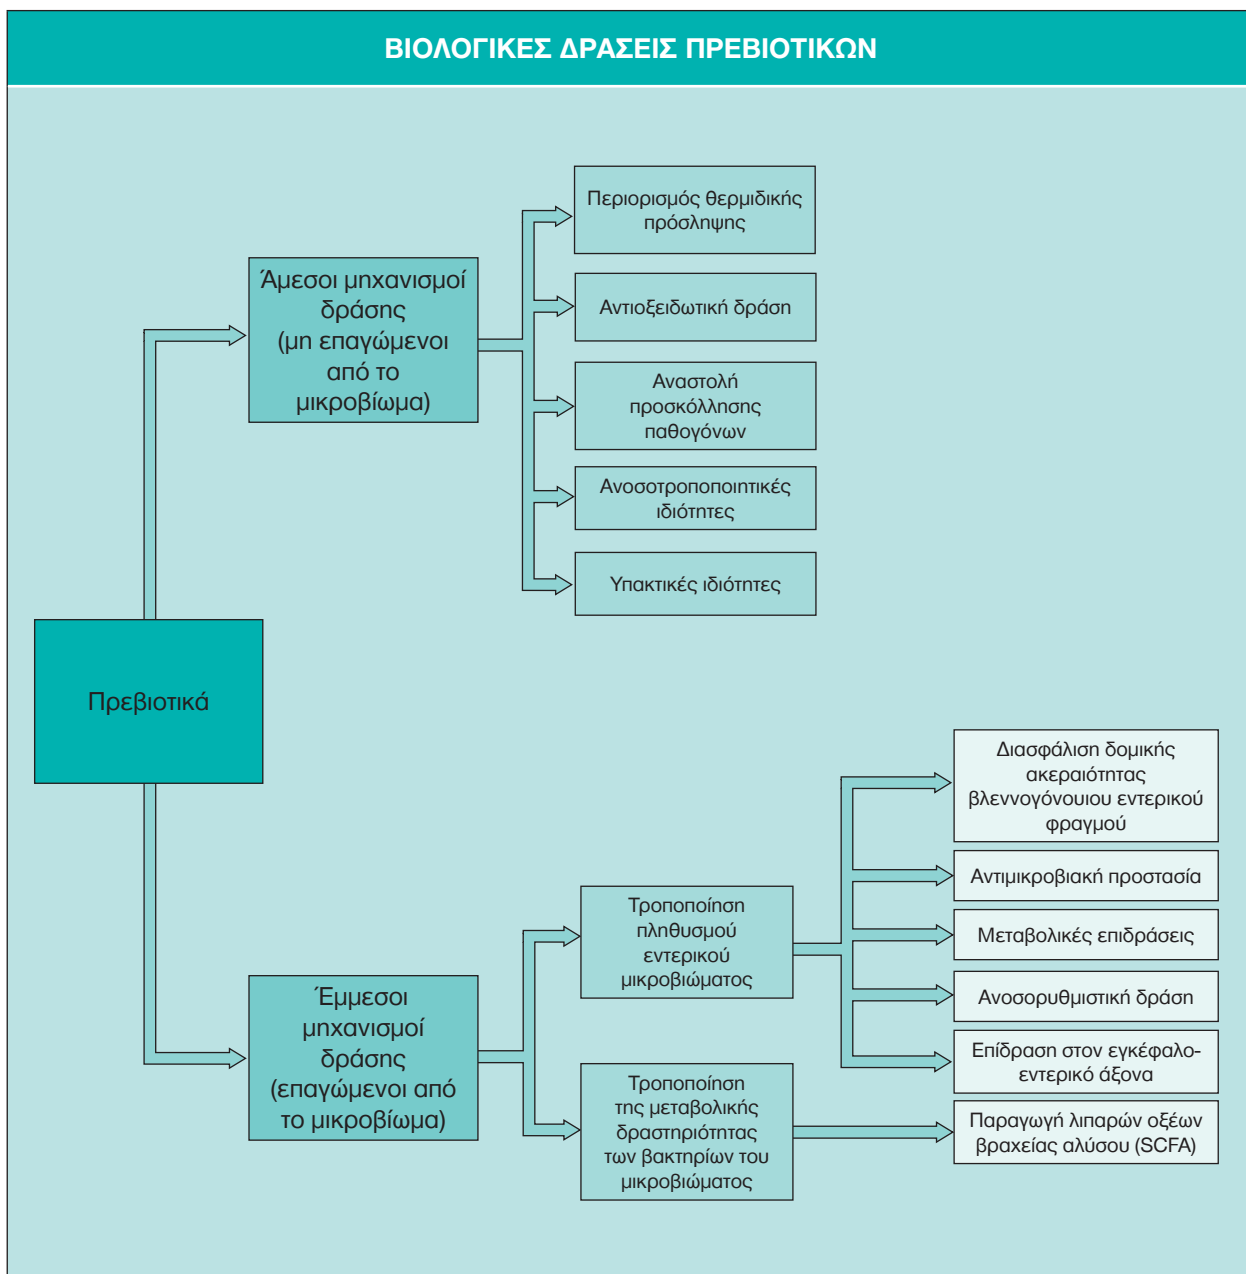 ΒΙΟΛΟΓΙΚΕΣ ΔΡΑΣΕΙΣ ΠΡΕΒΙΟΤΙΚΩΝ
Περιορισμός θερμιδικής
πρόσληψης
Άμεσοι μηχανισμοί
δράσης
(μη επαγώμενοι
από το
μικροβίωμα)
Αντιοξειδωτική δράση
Αναστολή
προσκόλλησης
παθογόνων
Ανοσοτροποποιητικές
ιδιότητες
Υπακτικές ιδιότητες
Πρεβιοτικά
Έμμεσοι
μηχανισμοί
δράσης
(επαγώμενοι από
το μικροβίωμα)
Τροποποίηση
πληθυσμού
εντερικού
μικροβιώματος
Διασφάλιση δομικής
ακεραιότητας
βλεννογόνουιου εντερικού
φραγμού
Αντιμικροβιακή προστασία
Μεταβολικές επιδράσεις
Ανοσορυθμιστική δράση
Επίδραση στον εγκέφαλο-
εντερικό άξονα
Τροποποίηση
της μεταβολικής
δραστηριότητας
των βακτηρίων του
μικροβιώματος
Παραγωγή λιπαρών οξέων
βραχείας αλύσου (SCFA)